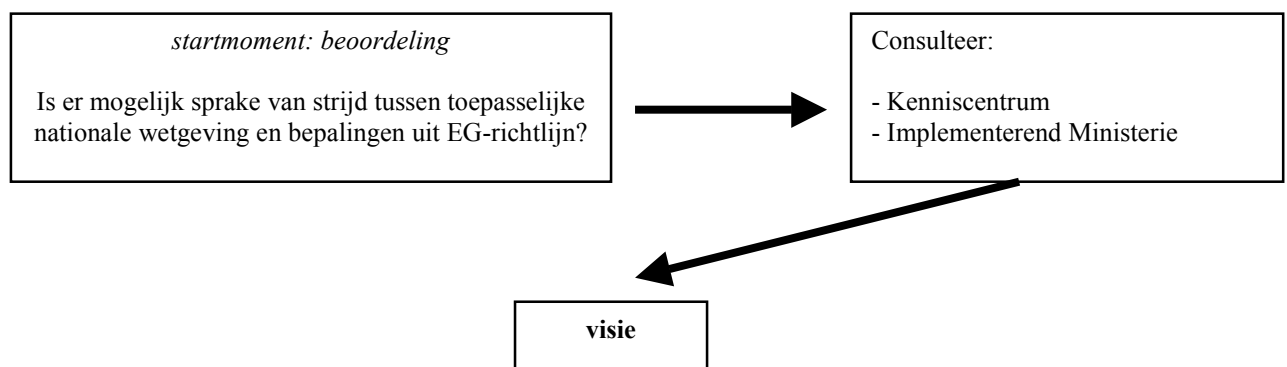 startmoment: beoordeling
Is er mogelijk sprake van strijd tussen toepasselijke
nationale wetgeving en bepalingen uit EG-richtlijn?
Consulteer:
- Kenniscentrum
- Implementerend Ministerie
visie